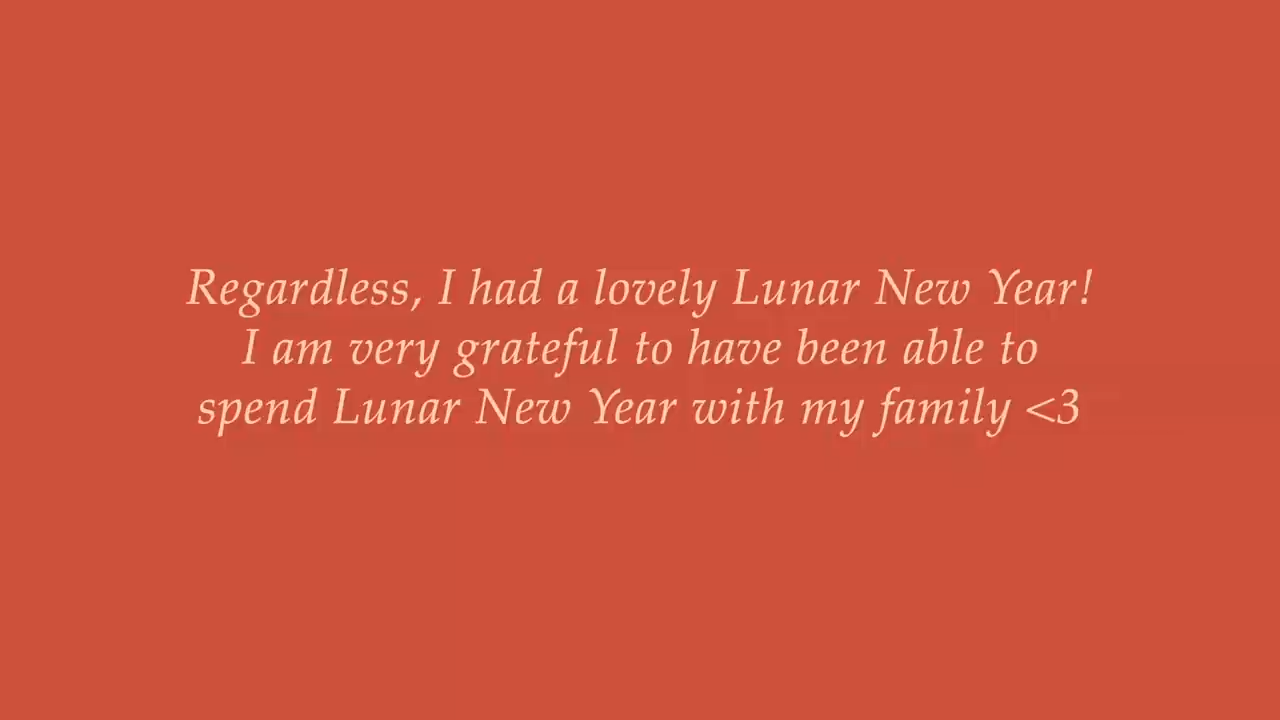 Regardless, I had a lovely Lunar New Year!
I am very grateful to have been able to
spend Lunar New Year with my family <3